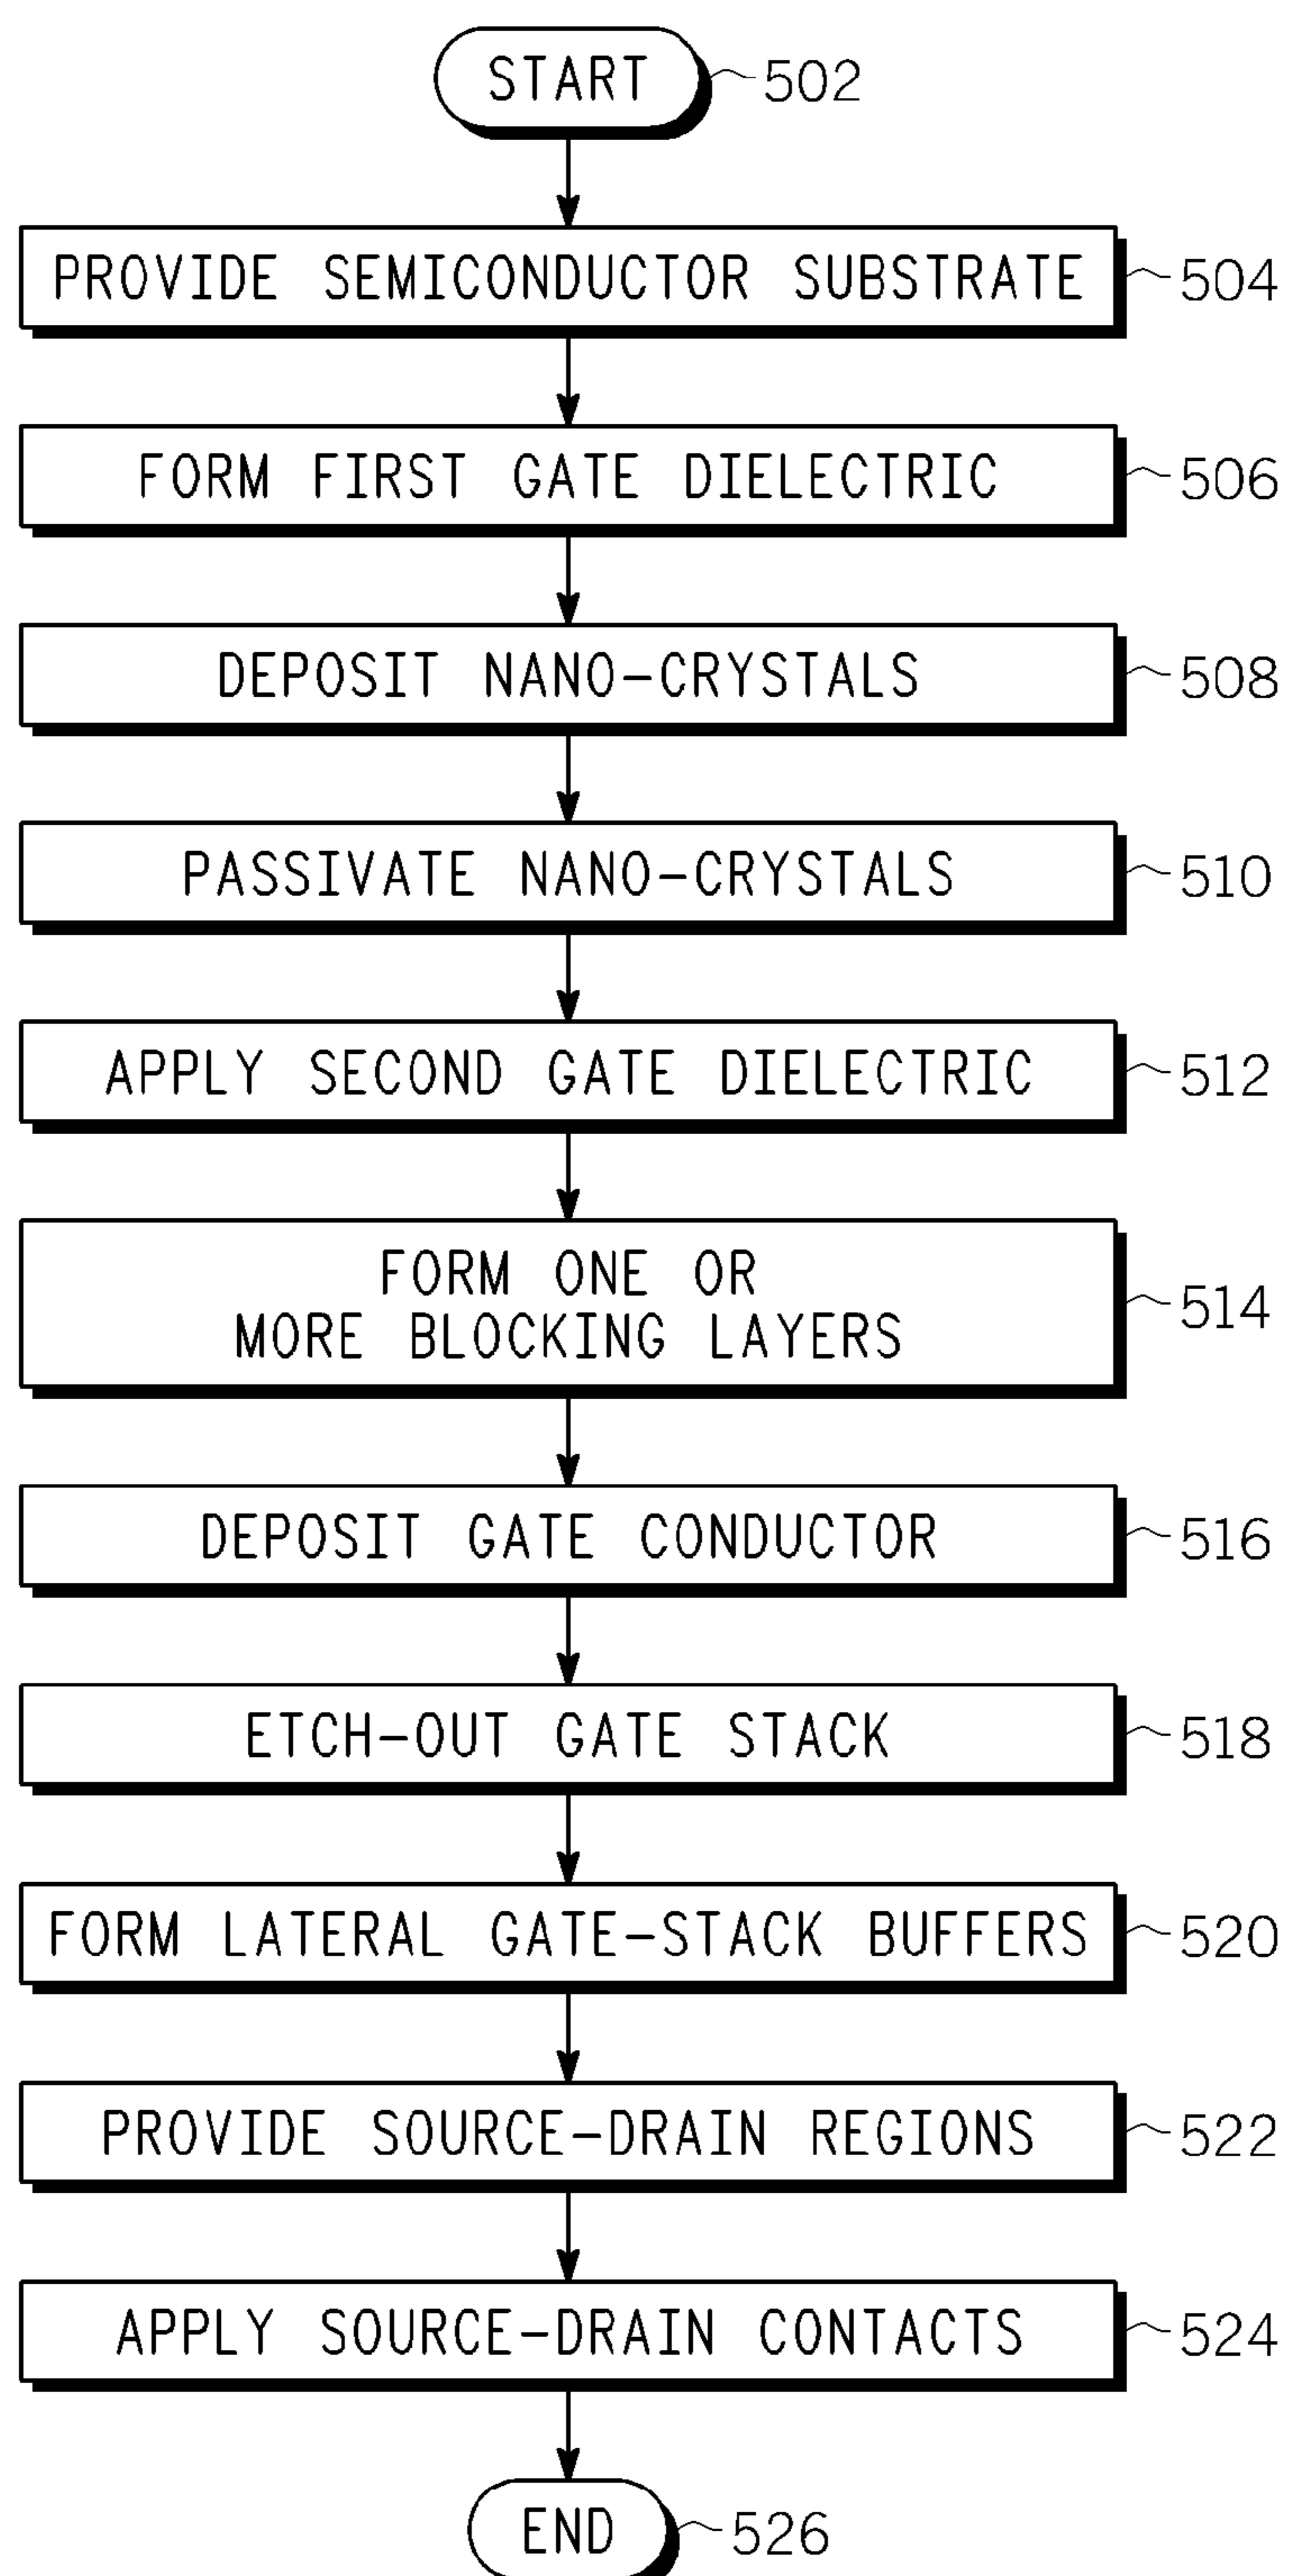 START 502
PROVIDE SEMICONDUCTOR SUBSTRATE 504
FORM FIRST GATE DIELECTRIC 506
DEPOSIT NANO-CRYSTALS 508
PASSIVATE NANO-CRYSTALS 510
APPLY SECOND GATE DIELECTRIC 512
FORM ONE OR
MORE BLOCKING LAYERS 514
DEPOSIT GATE CONDUCTOR 516
ETCH-OUT GATE STACK 518
FORM LATERAL GATE-STACK BUFFERS 520
PROVIDE SOURCE-DRAIN REGIONS 522
APPLY SOURCE-DRAIN CONTACTS 524
END 526